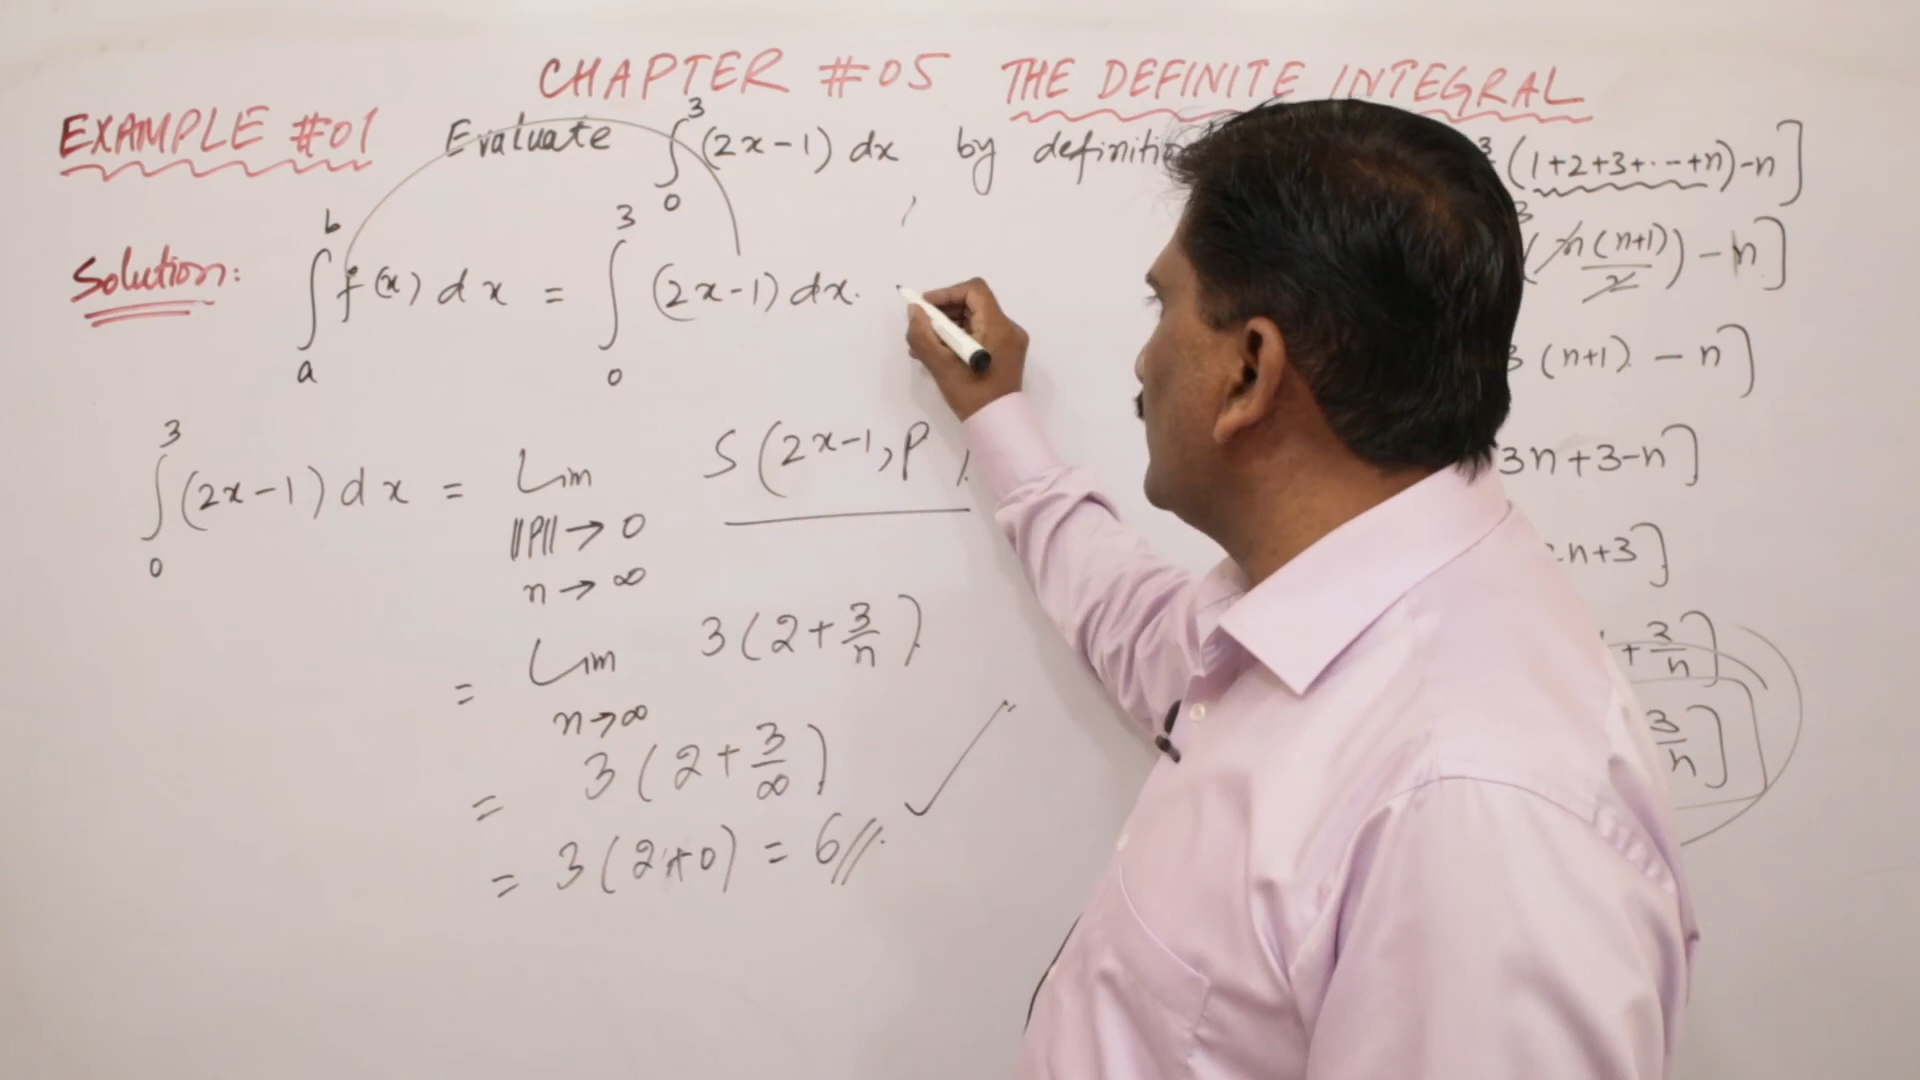 CHAPTER #05 THE DEFINITE INTEGRAL
EXAMPLE #01 Evaluate ∫₀³ (2x-1) dx by
Solution: ∫ₐᵇ f(x) dx = ∫₀³ (2x-1) dx.
∫₀³ (2x-1) dx = Lim S(2x-1, P
||P|| → 0
n → ∞
= Lim 3(2+3/n)
n→∞
= 3(2+3/∞)
= 3(2+0) = 6//.
(1+2+3+...+n)-n]
(n(n+1)/2) - n]
(n+1) - n]
3n+3-n]
n+3]
+ 3/n]
3/n]